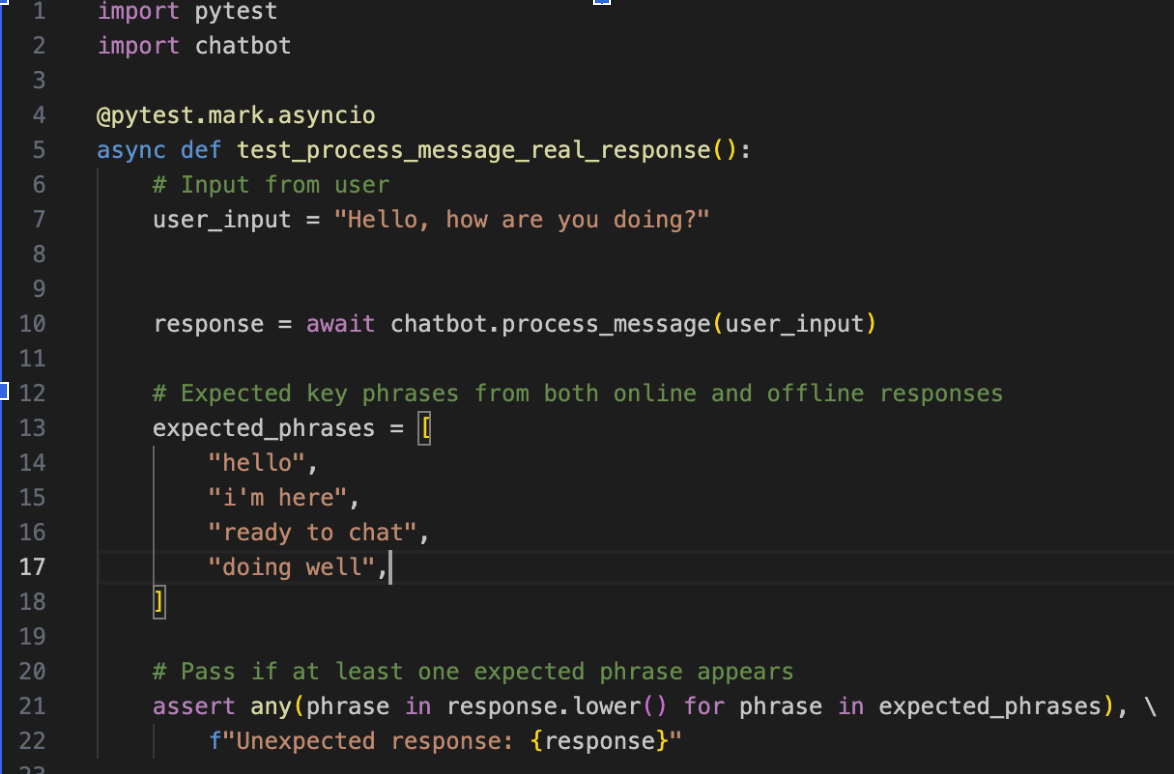 1 import pytest
2 import chatbot
3
4 @pytest.mark.asyncio
5 async def test_process_message_real_response():
6     # Input from user
7     user_input = "Hello, how are you doing?"
8
9
10     response = await chatbot.process_message(user_input)
11
12     # Expected key phrases from both online and offline responses
13     expected_phrases = [
14         "hello",
15         "i'm here",
16         "ready to chat",
17         "doing well",
18     ]
19
20     # Pass if at least one expected phrase appears
21     assert any(phrase in response.lower() for phrase in expected_phrases), \
22         f"Unexpected response: {response}"
23